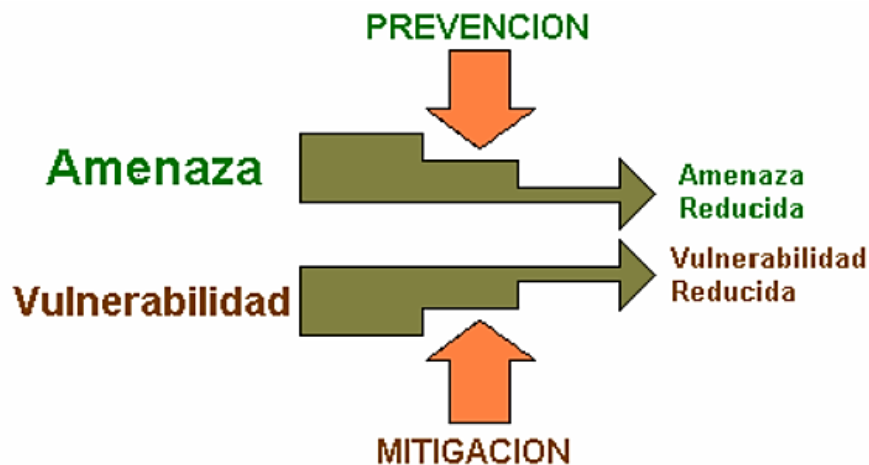 PREVENCION
Amenaza
Amenaza
Reducida
Vulnerabilidad
Vulnerabilidad
Reducida
MITIGACION